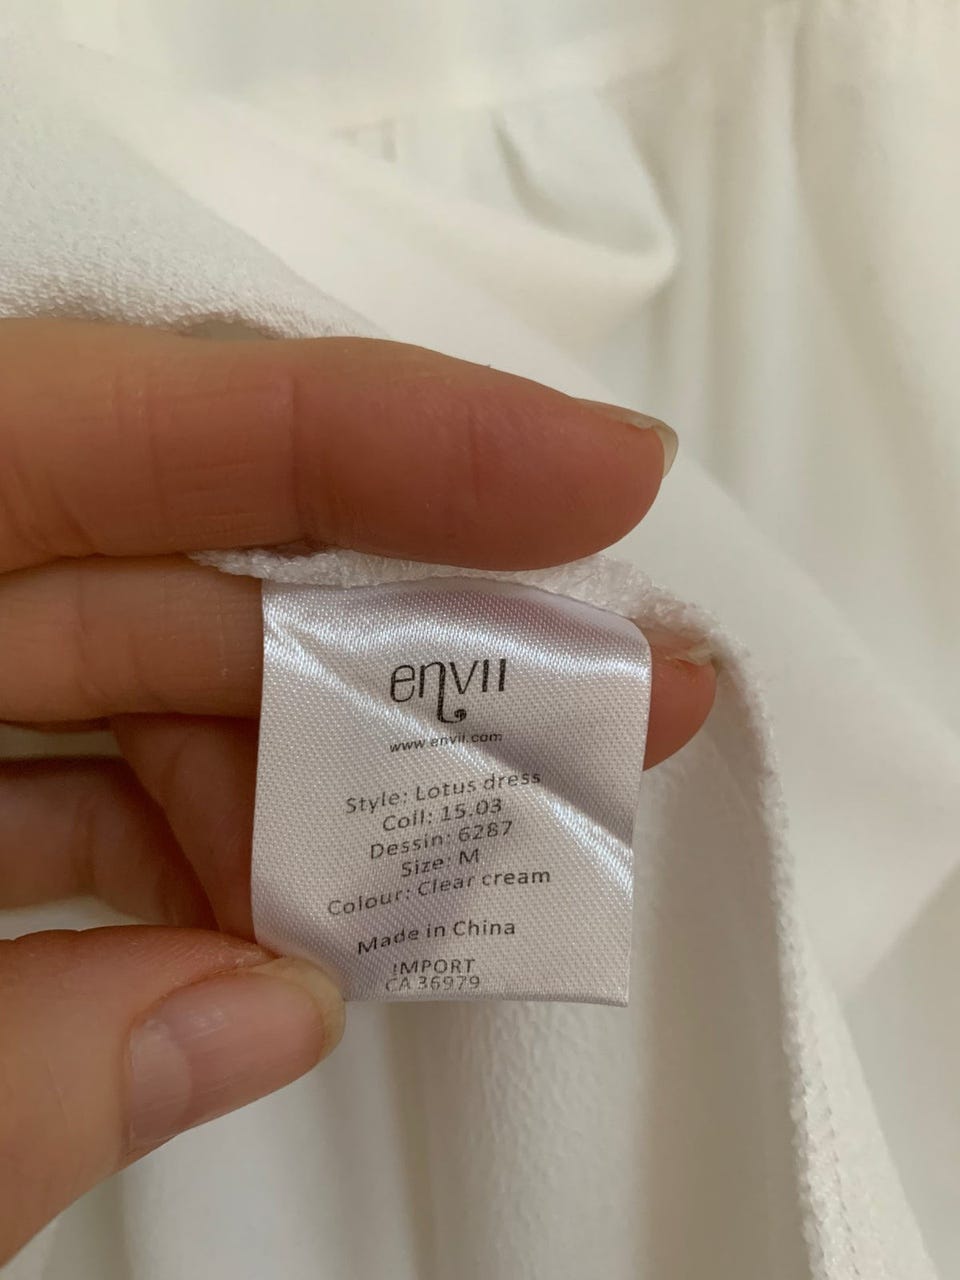 envii
www.envii.com
Style: Lotus dress
Coll: 15.03
Dessin: 6287
Size: M
Colour: Clear cream
Made in China
IMPORT
CA 36979